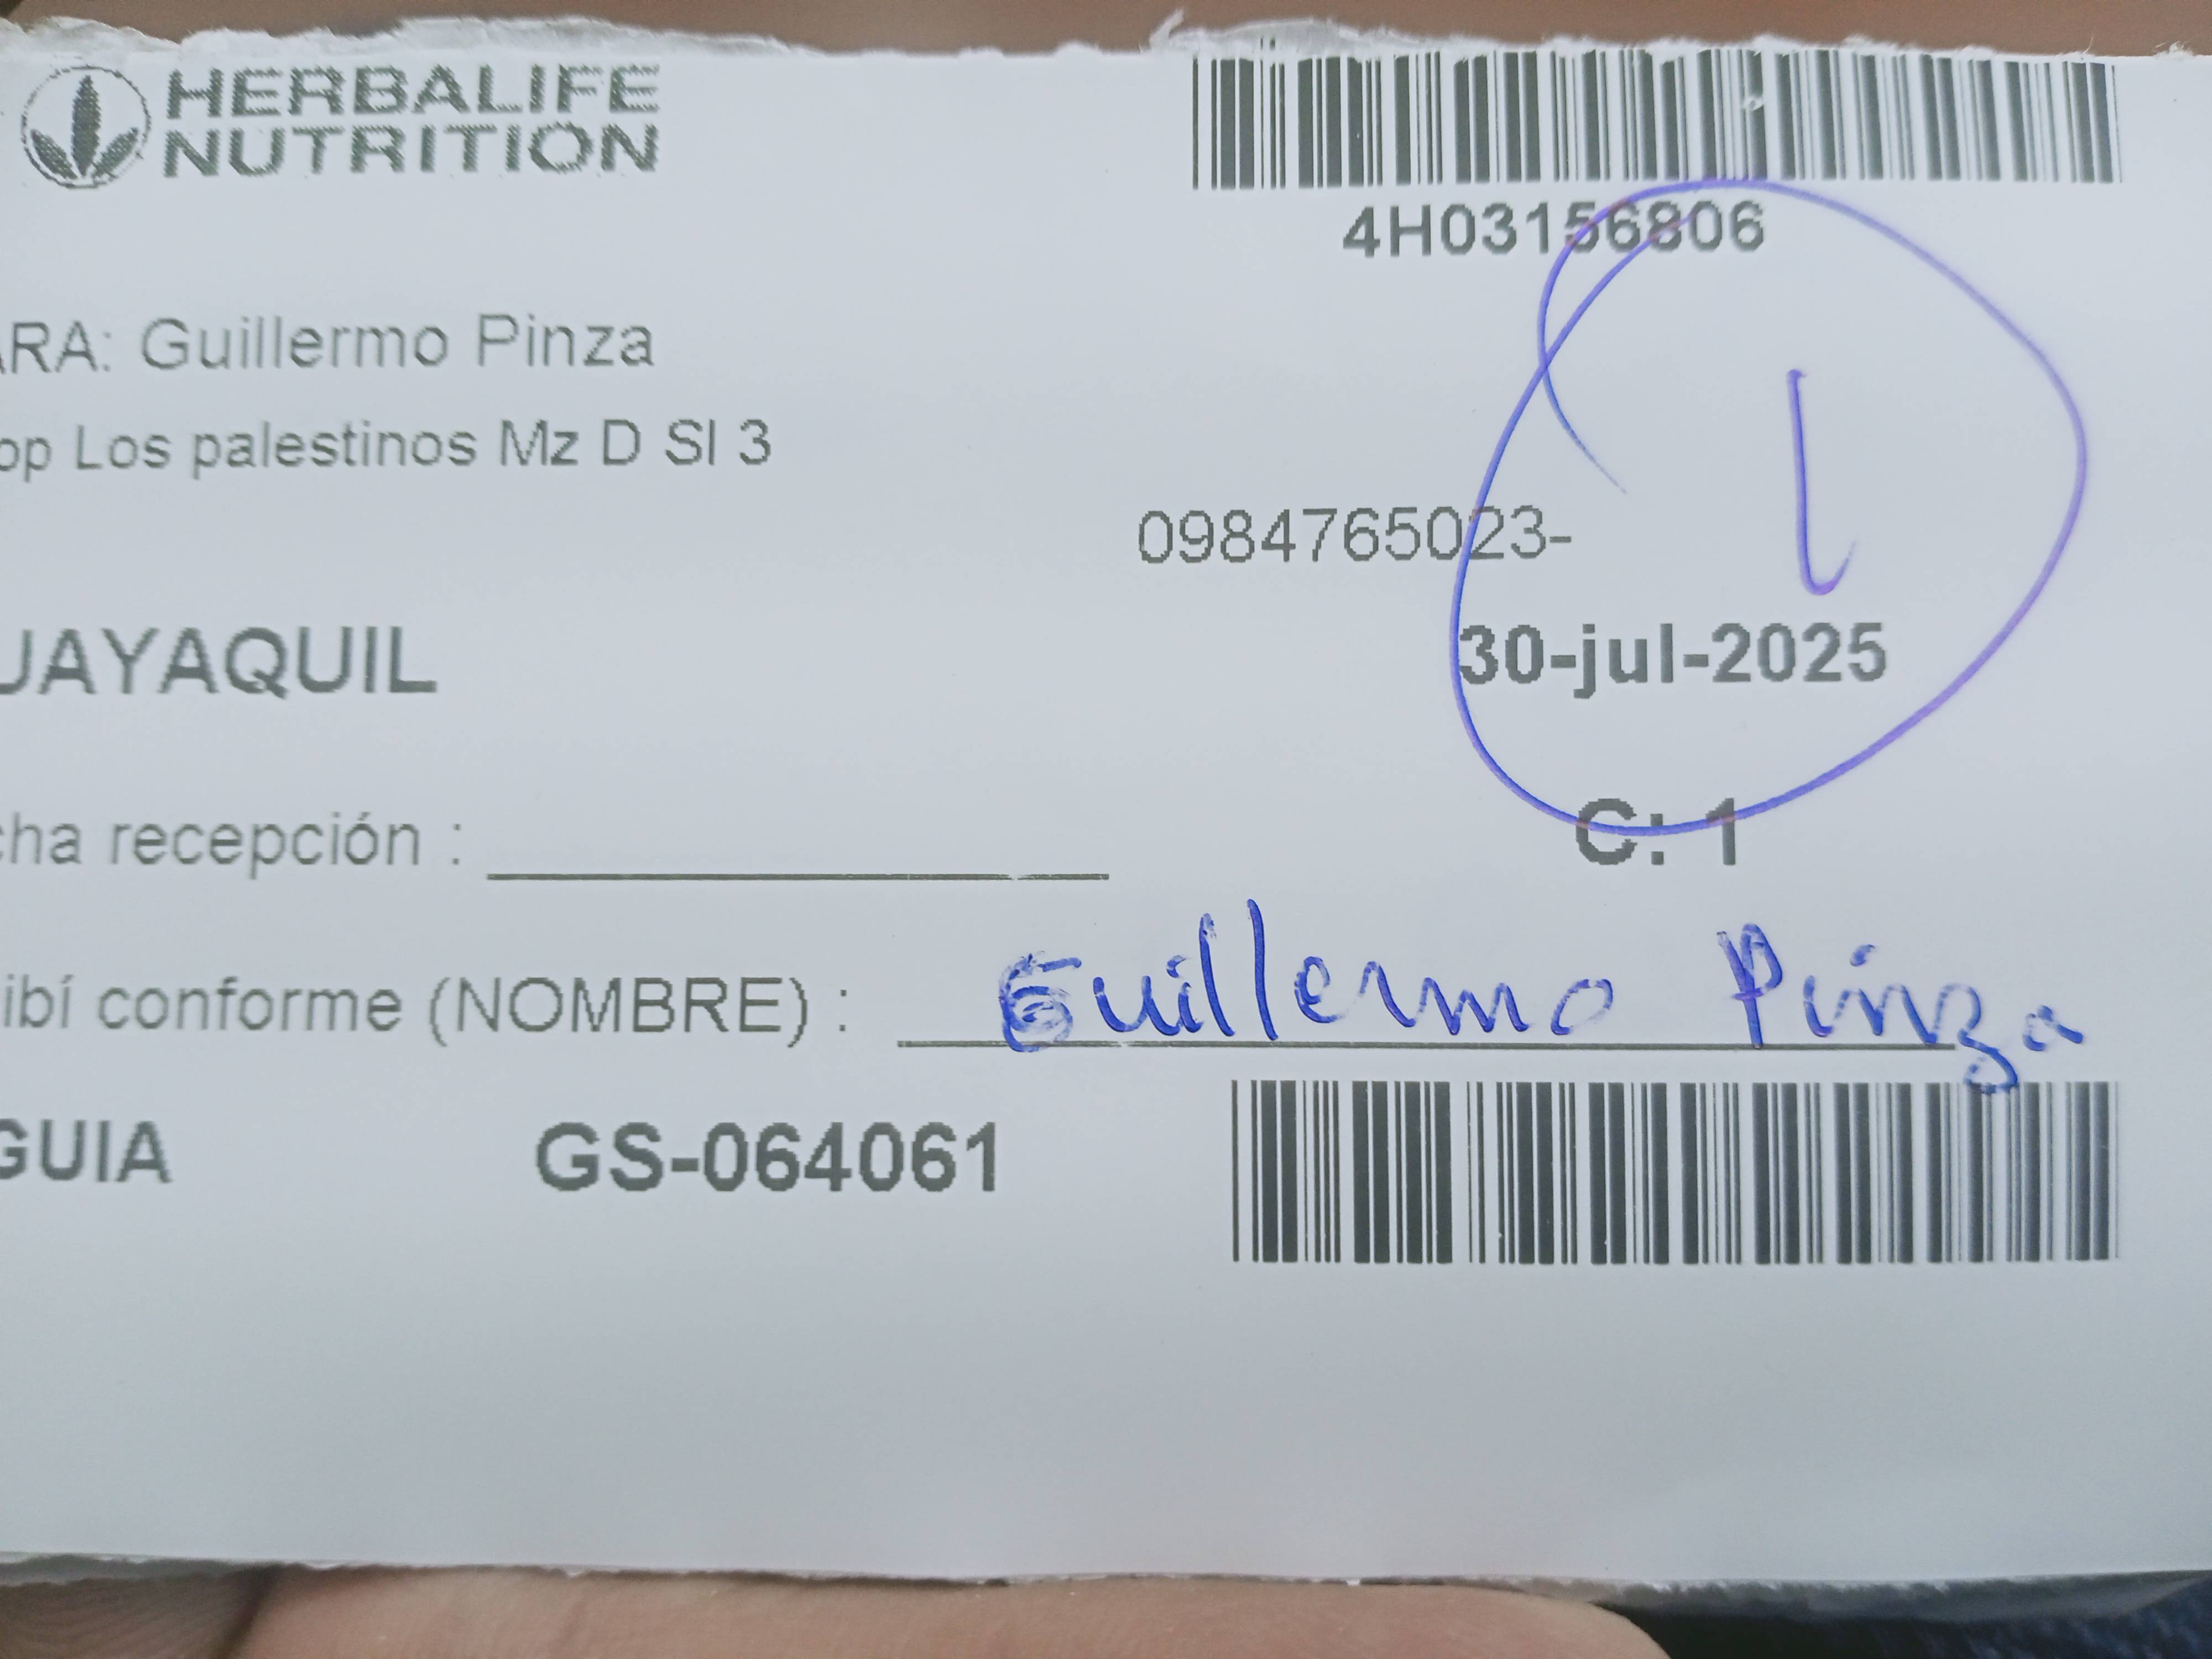 HERBALIFE
NUTRITION
4H03156806
ARA: Guillermo Pinza
op Los palestinos Mz D Sl 3
0984765023-
UAYAQUIL
30-jul-2025
cha recepción :
C: 1
ibí conforme (NOMBRE) : Guillermo Pinza
GUIA GS-064061